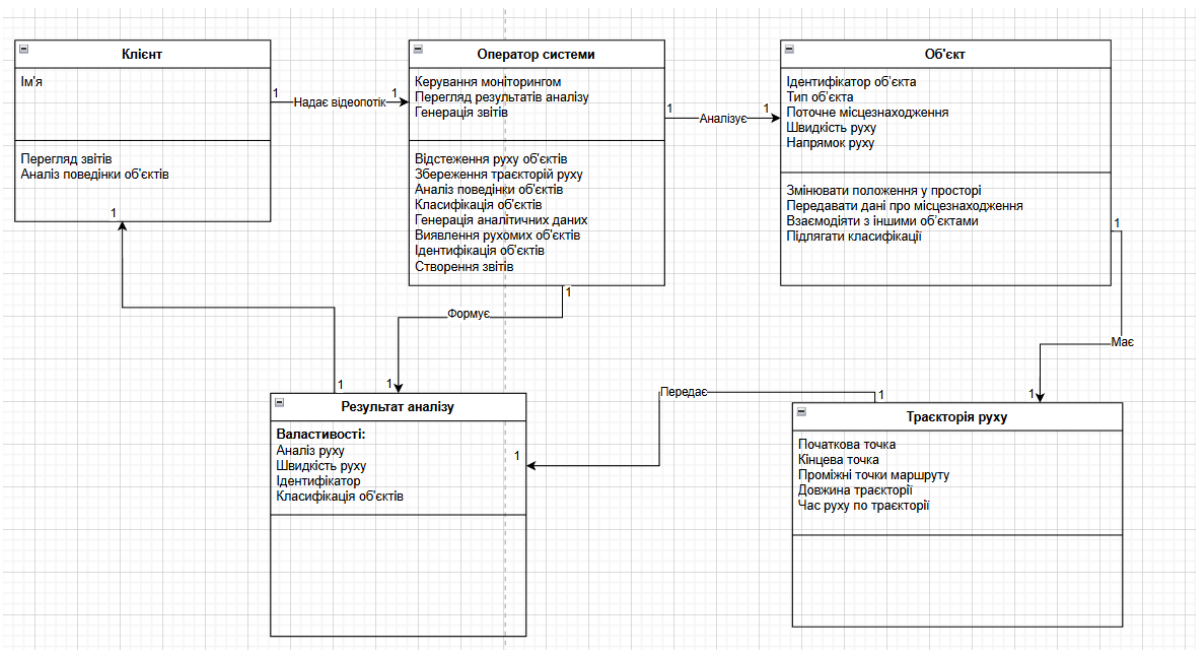 Клієнт
Ім'я
Перегляд звітів
Аналіз поведінки об'єктів
1
1
Надає відеопотік
1
Оператор системи
Керування моніторингом
Перегляд результатів аналізу
Генерація звітів
Відстеження руху об'єктів
Збереження траєкторій руху
Аналіз поведінки об'єктів
Класифікація об'єктів
Генерація аналітичних даних
Виявлення рухомих об'єктів
Ідентифікація об'єктів
Створення звітів
1
Аналізує
1
Об'єкт
Ідентифікатор об'єкта
Тип об'єкта
Поточне місцезнаходження
Швидкість руху
Напрямок руху
Змінювати положення у просторі
Передавати дані про місцезнаходження
Взаємодіяти з іншими об'єктами
Підлягати класифікації
1
Має
1
1
Формує
1
1
Результат аналізу
Валастивості:
Аналіз руху
Швидкість руху
Ідентифікатор
Класифікація об'єктів
1
Передає
1
Траєкторія руху
Початкова точка
Кінцева точка
Проміжні точки маршруту
Довжина траєкторії
Час руху по траєкторії